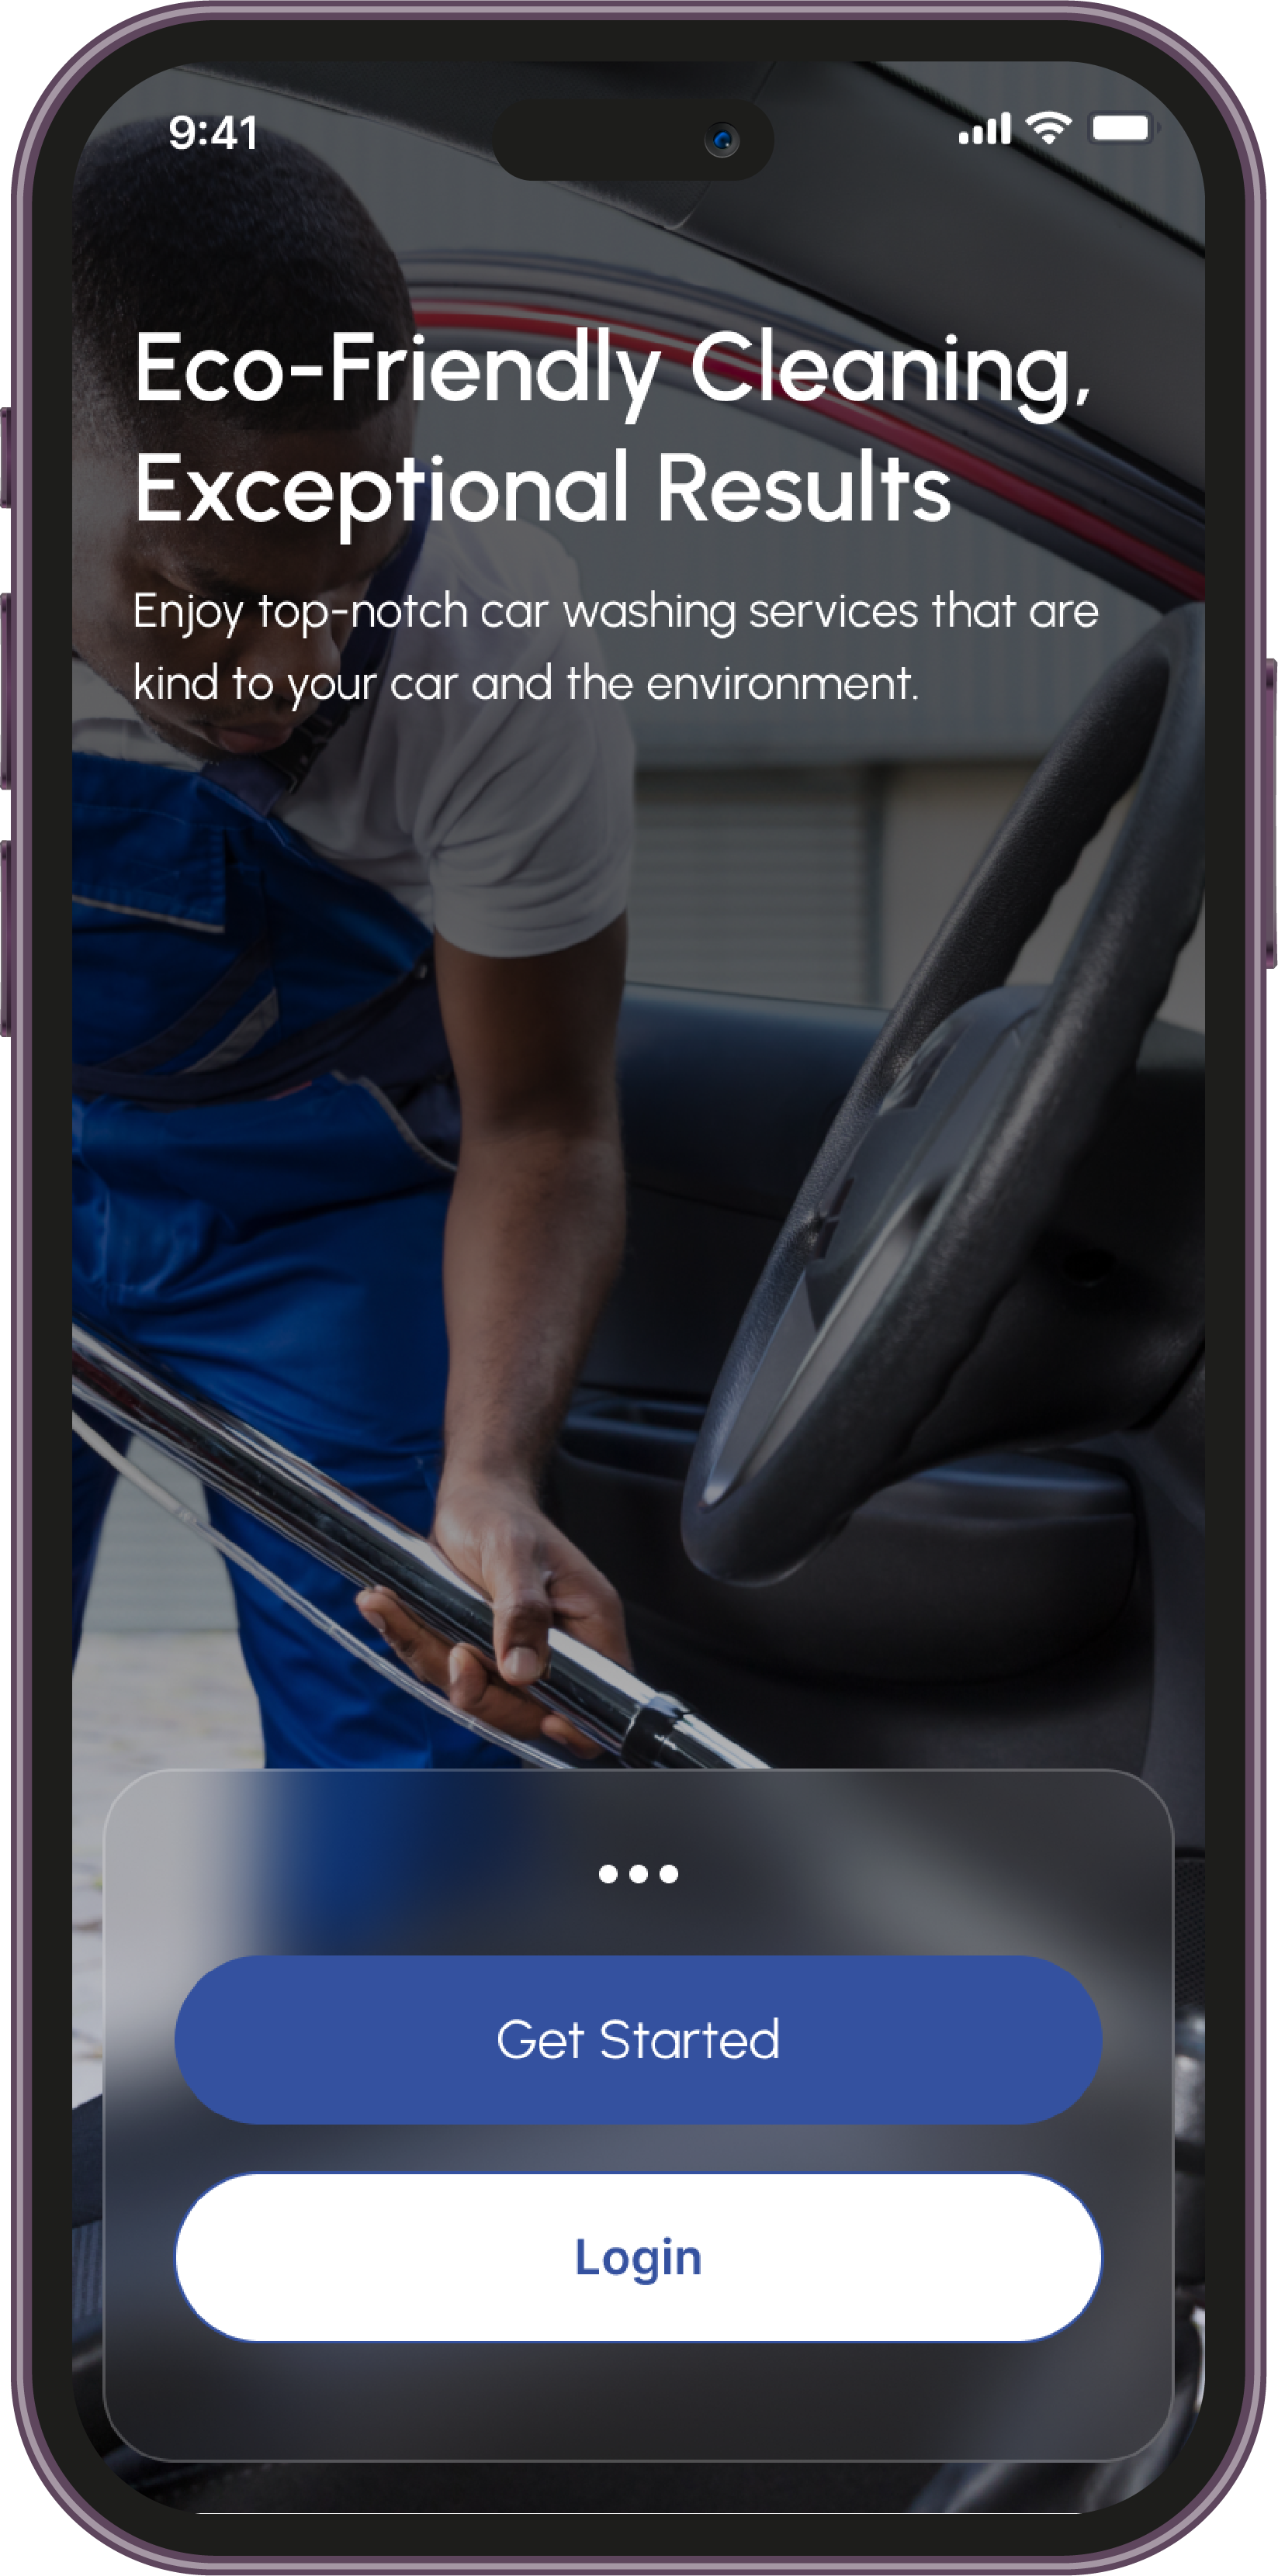 9:41
Eco-Friendly Cleaning,
Exceptional Results
Enjoy top-notch car washing services that are
kind to your car and the environment.
Get Started
Login